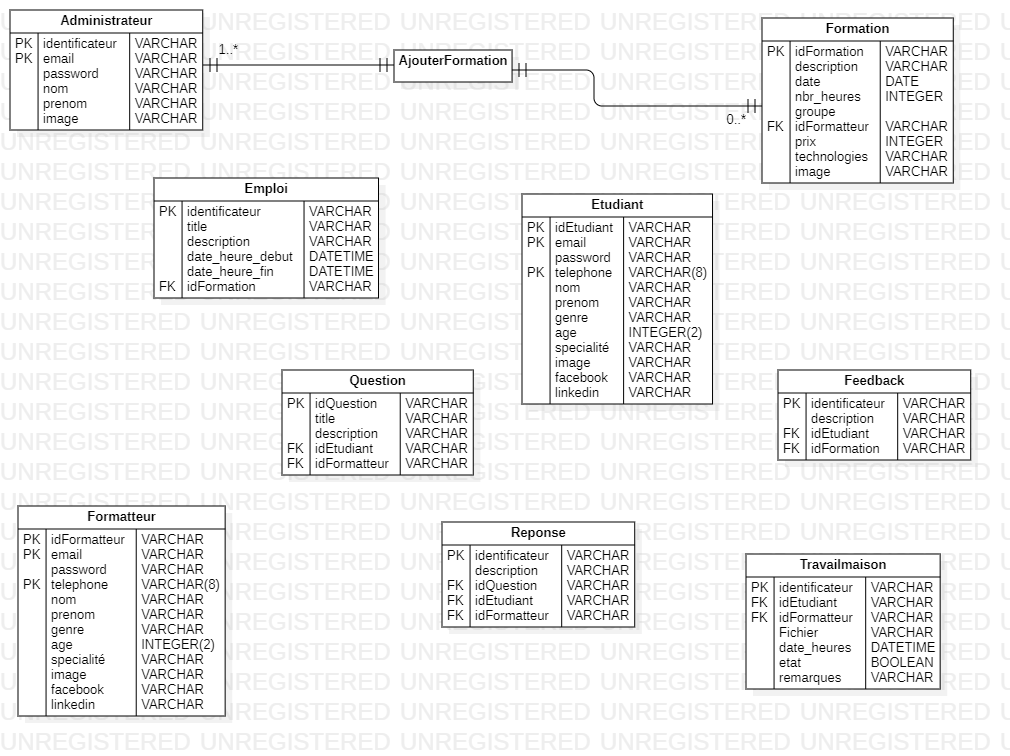 Administrateur
PK identificateur VARCHAR
PK email VARCHAR
password VARCHAR
nom VARCHAR
prenom VARCHAR
image VARCHAR
1..*
AjouterFormation
0..*
Formation
PK idFormation VARCHAR
description VARCHAR
date DATE
nbr_heures INTEGER
groupe
FK idFormatteur VARCHAR
prix INTEGER
technologies VARCHAR
image VARCHAR
Emploi
PK identificateur VARCHAR
title VARCHAR
description VARCHAR
date_heure_debut DATETIME
date_heure_fin DATETIME
FK idFormation VARCHAR
Etudiant
PK idEtudiant VARCHAR
PK email VARCHAR
password VARCHAR
PK telephone VARCHAR(8)
nom VARCHAR
prenom VARCHAR
genre VARCHAR
age INTEGER(2)
specialité VARCHAR
image VARCHAR
facebook VARCHAR
linkedin VARCHAR
Question
PK idQuestion VARCHAR
title VARCHAR
description VARCHAR
FK idEtudiant VARCHAR
FK idFormatteur VARCHAR
Feedback
PK identificateur VARCHAR
description VARCHAR
FK idEtudiant VARCHAR
FK idFormation VARCHAR
Formatteur
PK idFormatteur VARCHAR
PK email VARCHAR
password VARCHAR
PK telephone VARCHAR(8)
nom VARCHAR
prenom VARCHAR
genre VARCHAR
age INTEGER(2)
specialité VARCHAR
image VARCHAR
facebook VARCHAR
linkedin VARCHAR
Reponse
PK identificateur VARCHAR
description VARCHAR
FK idQuestion VARCHAR
FK idEtudiant VARCHAR
FK idFormatteur VARCHAR
Travailmaison
PK identificateur VARCHAR
FK idEtudiant VARCHAR
FK idFormatteur VARCHAR
Fichier VARCHAR
date_heures DATETIME
etat BOOLEAN
remarques VARCHAR
UNREGISTERED